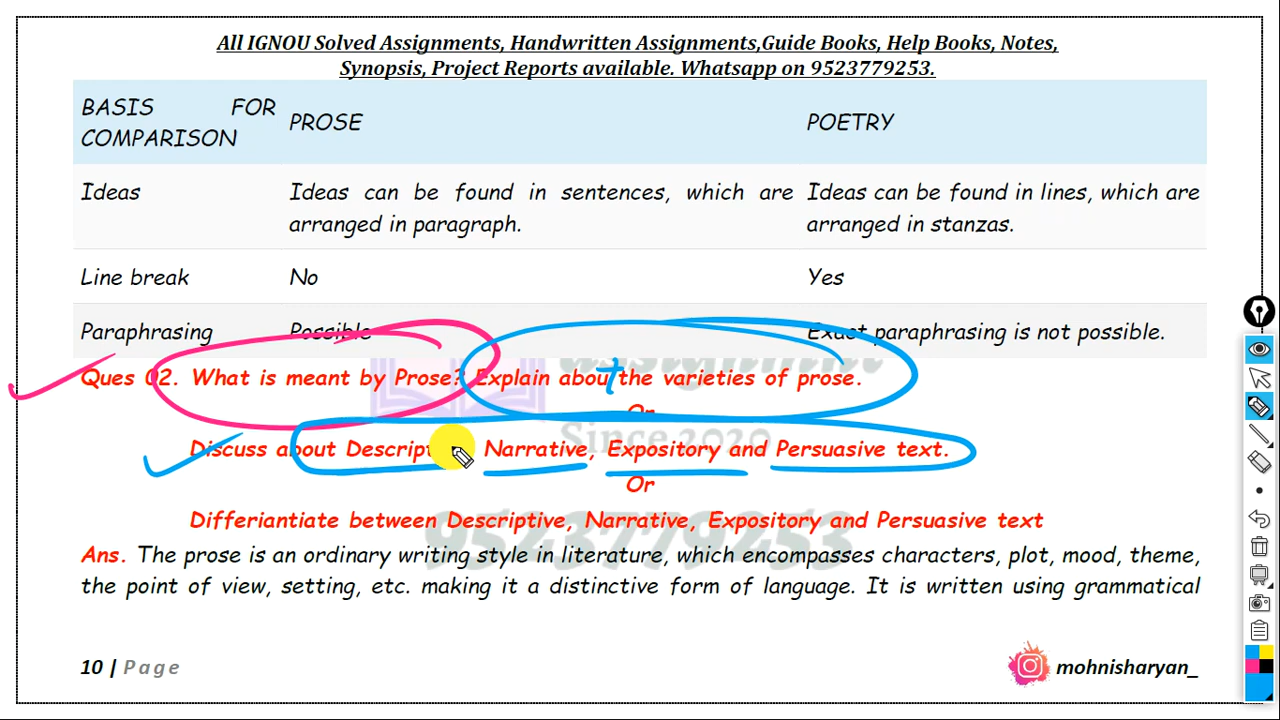 All IGNOU Solved Assignments, Handwritten Assignments,Guide Books, Help Books, Notes,
Synopsis, Project Reports available. Whatsapp on 9523779253.
BASIS FOR COMPARISON PROSE POETRY
Ideas Ideas can be found in sentences, which are arranged in paragraph. Ideas can be found in lines, which are arranged in stanzas.
Line break No Yes
Paraphrasing Possible Exact paraphrasing is not possible.
Ques 02. What is meant by Prose? Explain about the varieties of prose.
Or
Discuss about Descript Narrative, Expository and Persuasive text.
Or
Differiantiate between Descriptive, Narrative, Expository and Persuasive text
Ans. The prose is an ordinary writing style in literature, which encompasses characters, plot, mood, theme,
the point of view, setting, etc. making it a distinctive form of language. It is written using grammatical
Since 2020
9523779253
10 | Page
mohnisharyan_